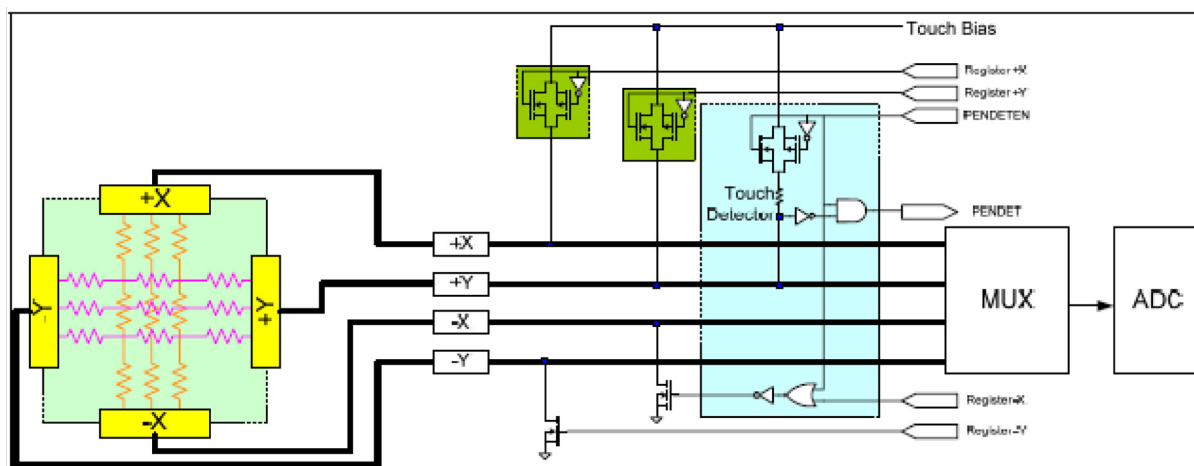 Touch Bias
Register+X
Register+Y
PENDETEN
Touch
Detector
PENDET
+X
+X
+Y
-Y
+Y
MUX
ADC
-X
-Y
-X
Register-X
Register-Y